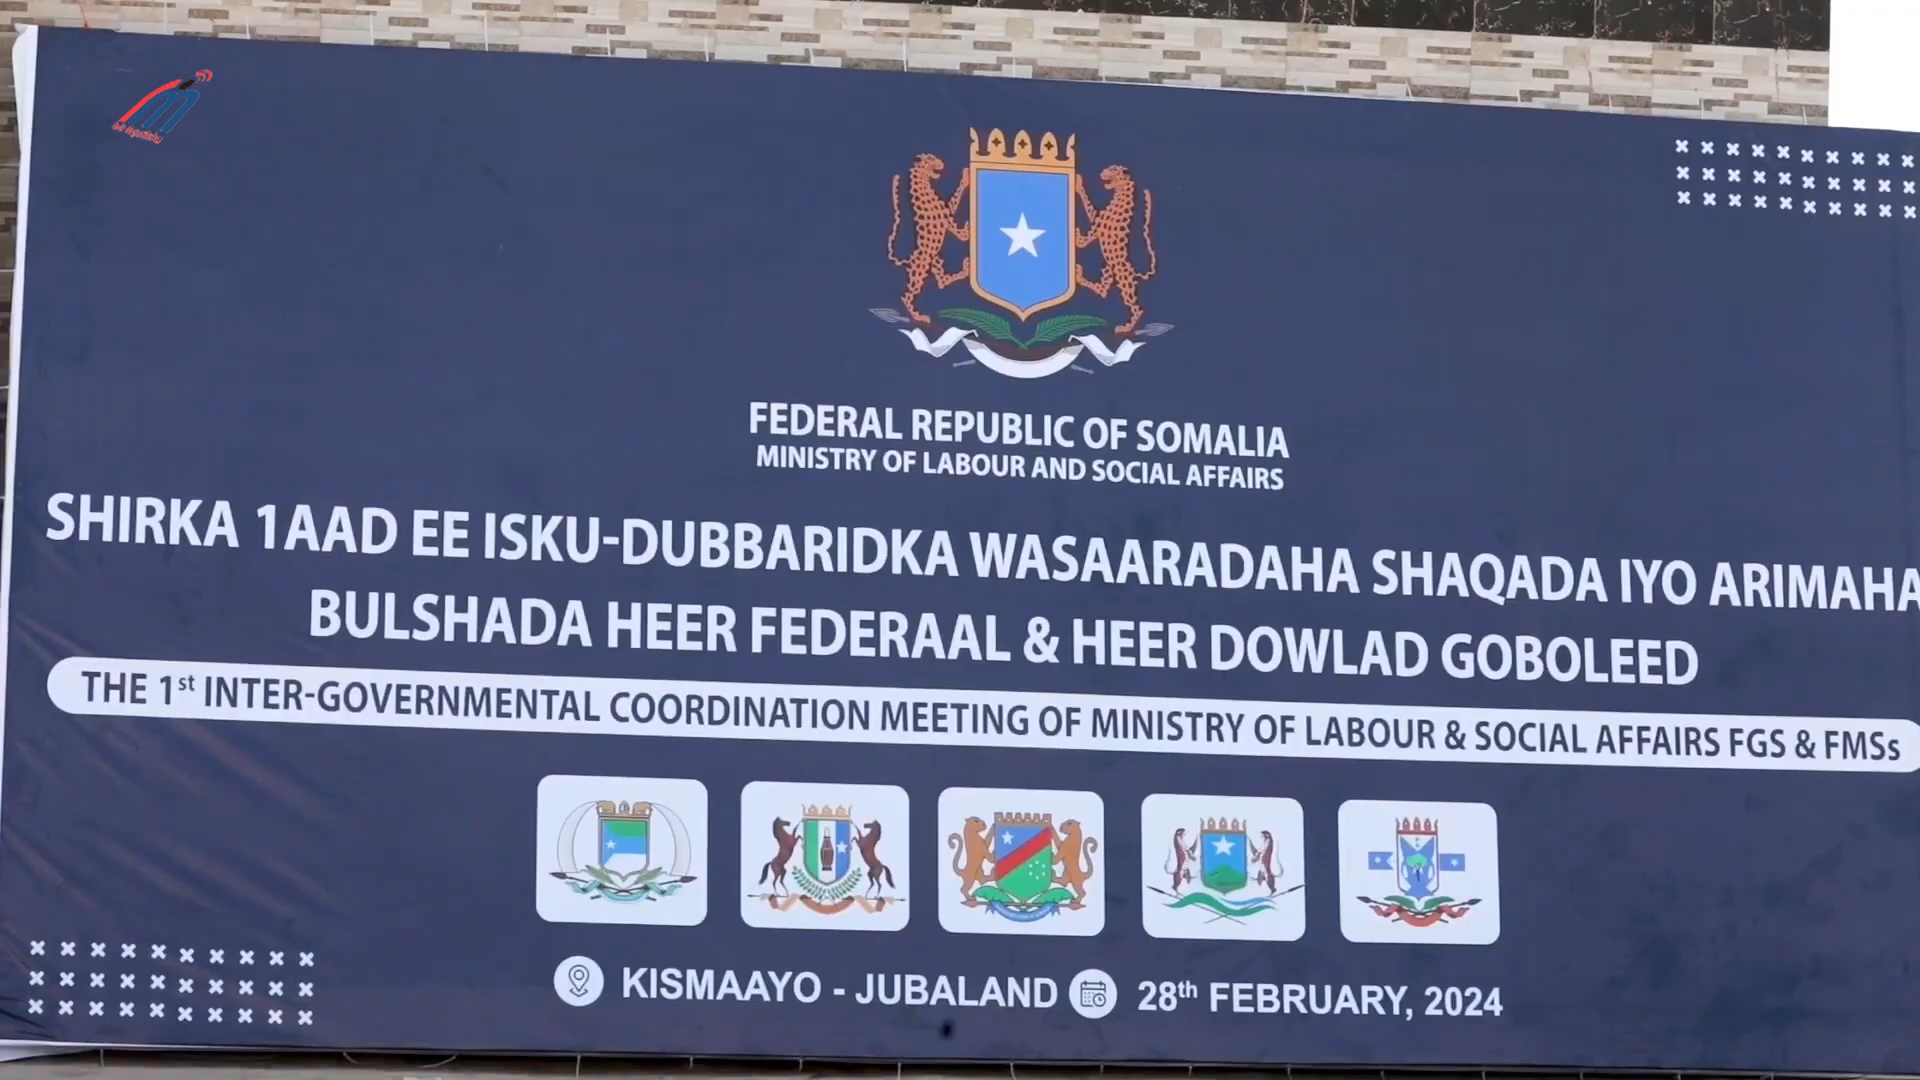 FEDERAL REPUBLIC OF SOMALIA
MINISTRY OF LABOUR AND SOCIAL AFFAIRS
SHIRKA 1AAD EE ISKU-DUBBARIDKA WASAARADAHA SHAQADA IYO ARIMAHA
BULSHADA HEER FEDERAAL & HEER DOWLAD GOBOLEED
THE 1st INTER-GOVERNMENTAL COORDINATION MEETING OF MINISTRY OF LABOUR & SOCIAL AFFAIRS FGS & FMSs
KISMAAYO - JUBALAND 28th FEBRUARY, 2024